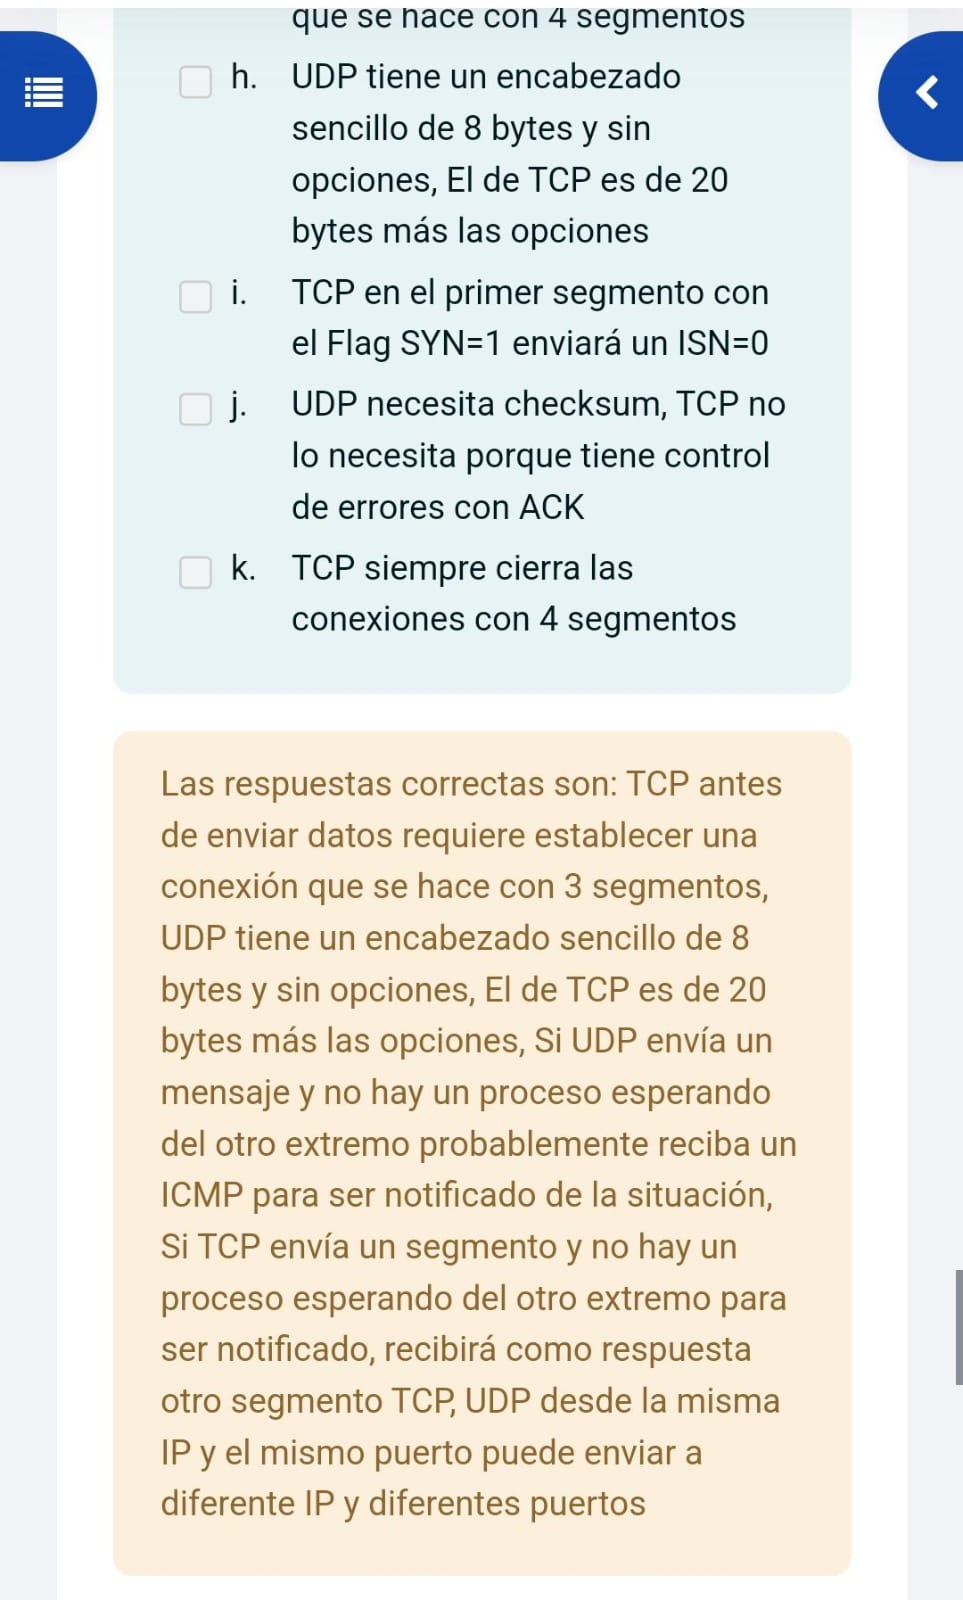 que se hace con 4 segmentos
h. UDP tiene un encabezado
sencillo de 8 bytes y sin
opciones, El de TCP es de 20
bytes más las opciones
i. TCP en el primer segmento con
el Flag SYN=1 enviará un ISN=0
j. UDP necesita checksum, TCP no
lo necesita porque tiene control
de errores con ACK
k. TCP siempre cierra las
conexiones con 4 segmentos
Las respuestas correctas son: TCP antes
de enviar datos requiere establecer una
conexión que se hace con 3 segmentos,
UDP tiene un encabezado sencillo de 8
bytes y sin opciones, El de TCP es de 20
bytes más las opciones, Si UDP envía un
mensaje y no hay un proceso esperando
del otro extremo probablemente reciba un
ICMP para ser notificado de la situación,
Si TCP envía un segmento y no hay un
proceso esperando del otro extremo para
ser notificado, recibirá como respuesta
otro segmento TCP, UDP desde la misma
IP y el mismo puerto puede enviar a
diferente IP y diferentes puertos